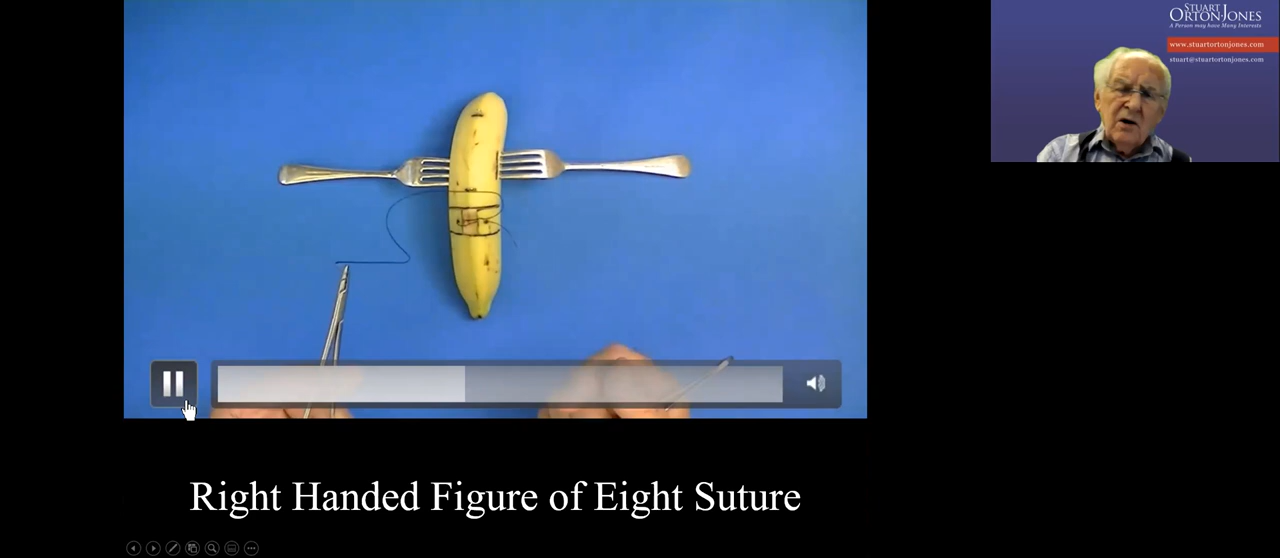 STUART
ORTON-JONES
A Person may have Many Interests
www.stuartortonjones.com
stuart@stuartortonjones.com
Right Handed Figure of Eight Suture